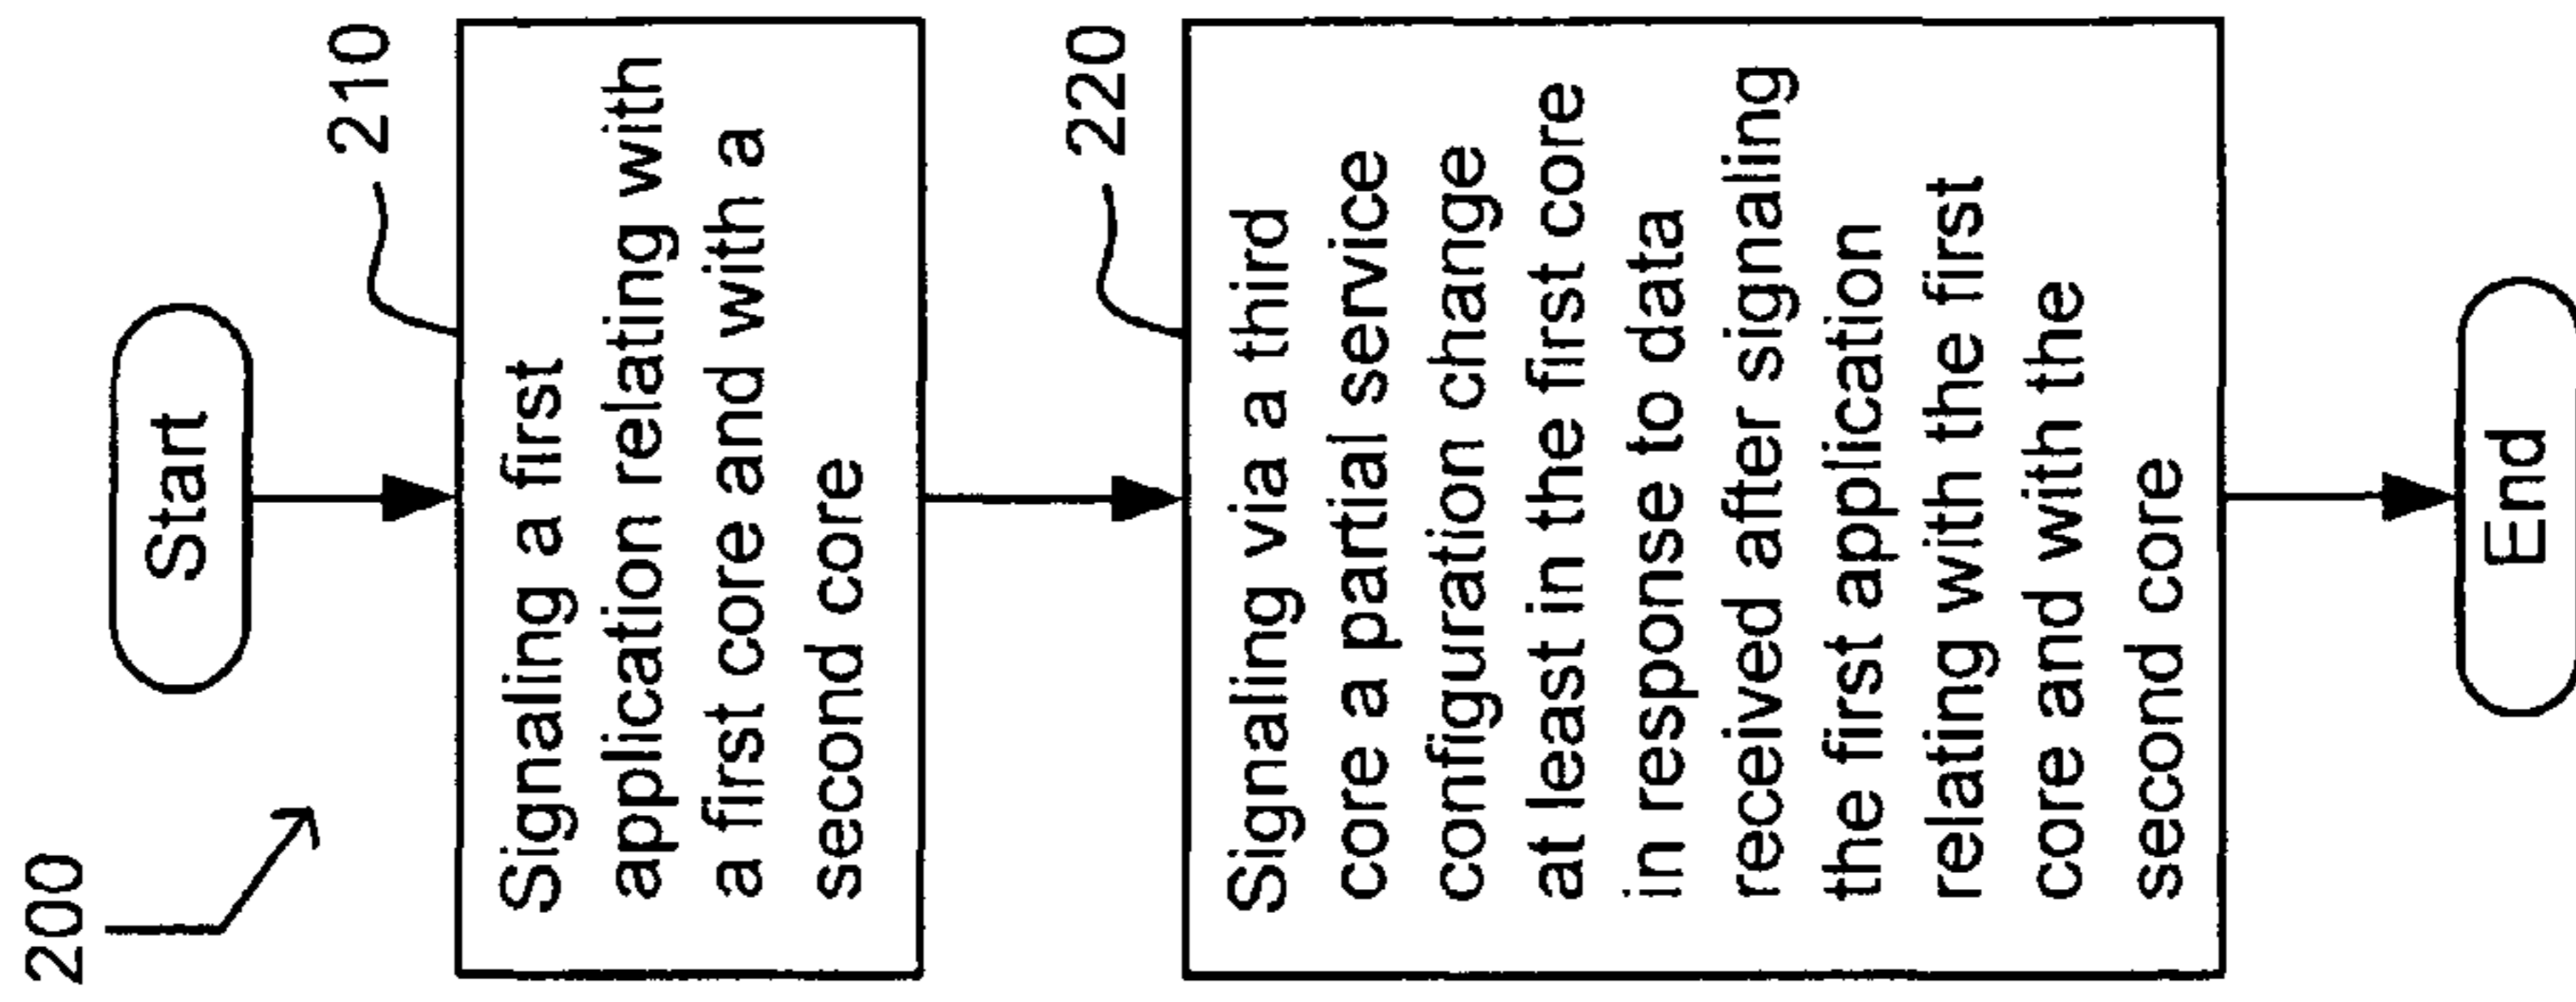 200
Start
210
Signaling a first
application relating with
a first core and with a
second core
220
Signaling via a third
core a partial service
configuration change
at least in the first core
in response to data
received after signaling
the first application
relating with the first
core and with the
second core
End